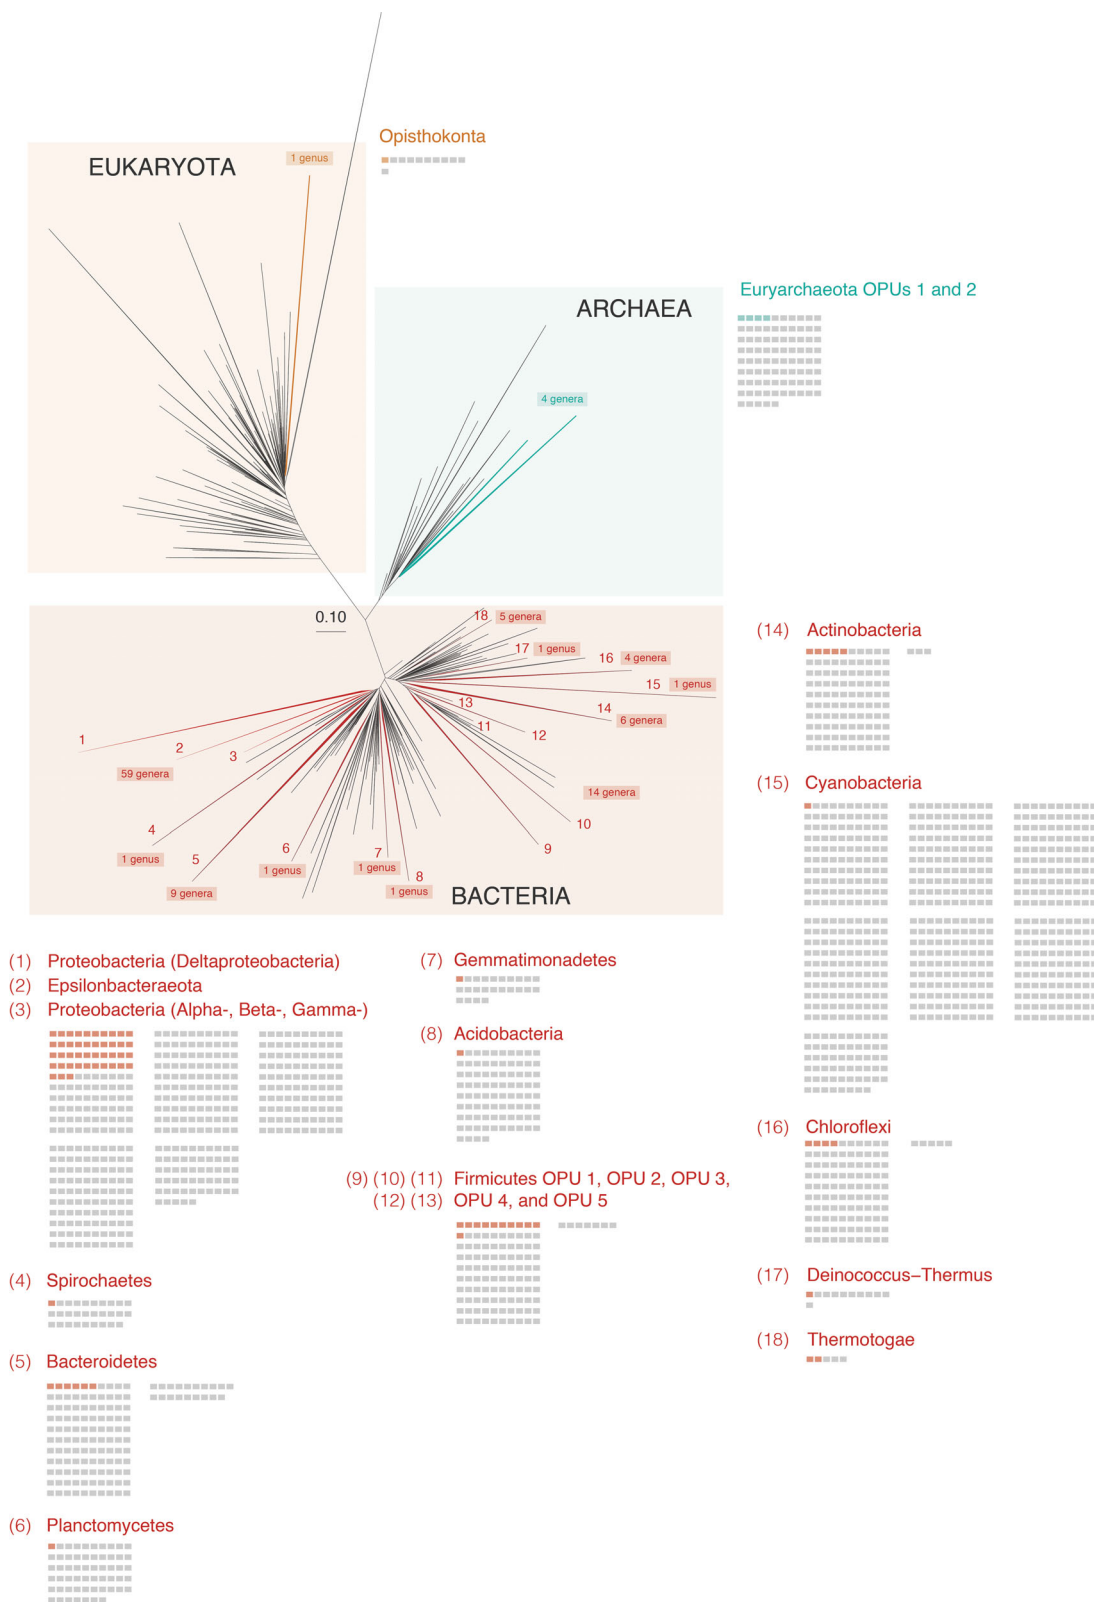 Opisthokonta
EUKARYOTA
1 genus
Euryarchaeota OPUs 1 and 2
ARCHAEA
4 genera
0.10
18
5 genera
17
1 genus
16
4 genera
15
1 genus
14
6 genera
13
11
12
1
2
3
59 genera
14 genera
10
9
4
1 genus
5
9 genera
6
1 genus
7
1 genus
8
1 genus
BACTERIA
(1) Proteobacteria (Deltaproteobacteria)
(2) Epsilonbacteraeota
(3) Proteobacteria (Alpha-, Beta-, Gamma-)
(4) Spirochaetes
(5) Bacteroidetes
(6) Planctomycetes
(7) Gemmatimonadetes
(8) Acidobacteria
(9) (10) (11) Firmicutes OPU 1, OPU 2, OPU 3,
(12) (13) OPU 4, and OPU 5
(14) Actinobacteria
(15) Cyanobacteria
(16) Chloroflexi
(17) Deinococcus–Thermus
(18) Thermotogae